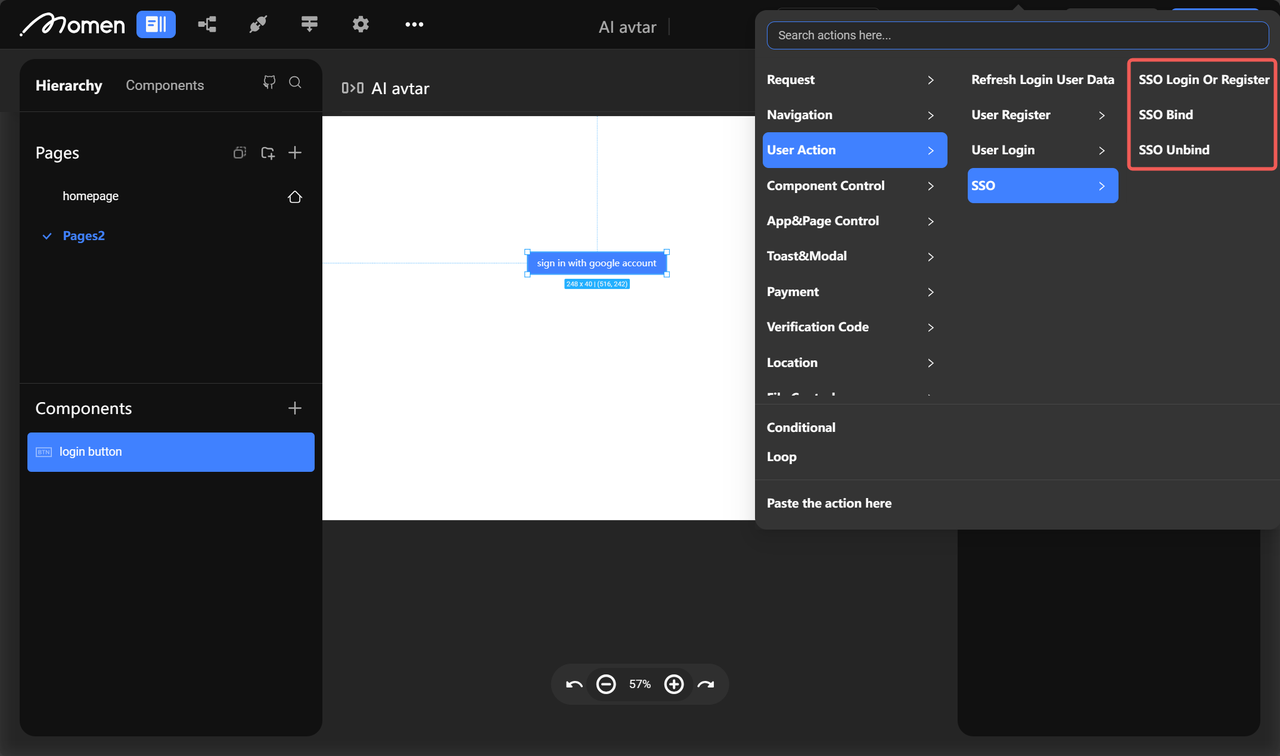 Momen
AI avtar
Hierarchy
Components
AI avtar
Pages
homepage
Pages2
Components
BTN
login button
sign in with google account
248 x 40 | (516, 242)
57%
Search actions here...
Request
Navigation
User Action
Component Control
App&Page Control
Toast&Modal
Payment
Verification Code
Location
Conditional
Loop
Paste the action here
Refresh Login User Data
User Register
User Login
SSO
SSO Login Or Register
SSO Bind
SSO Unbind